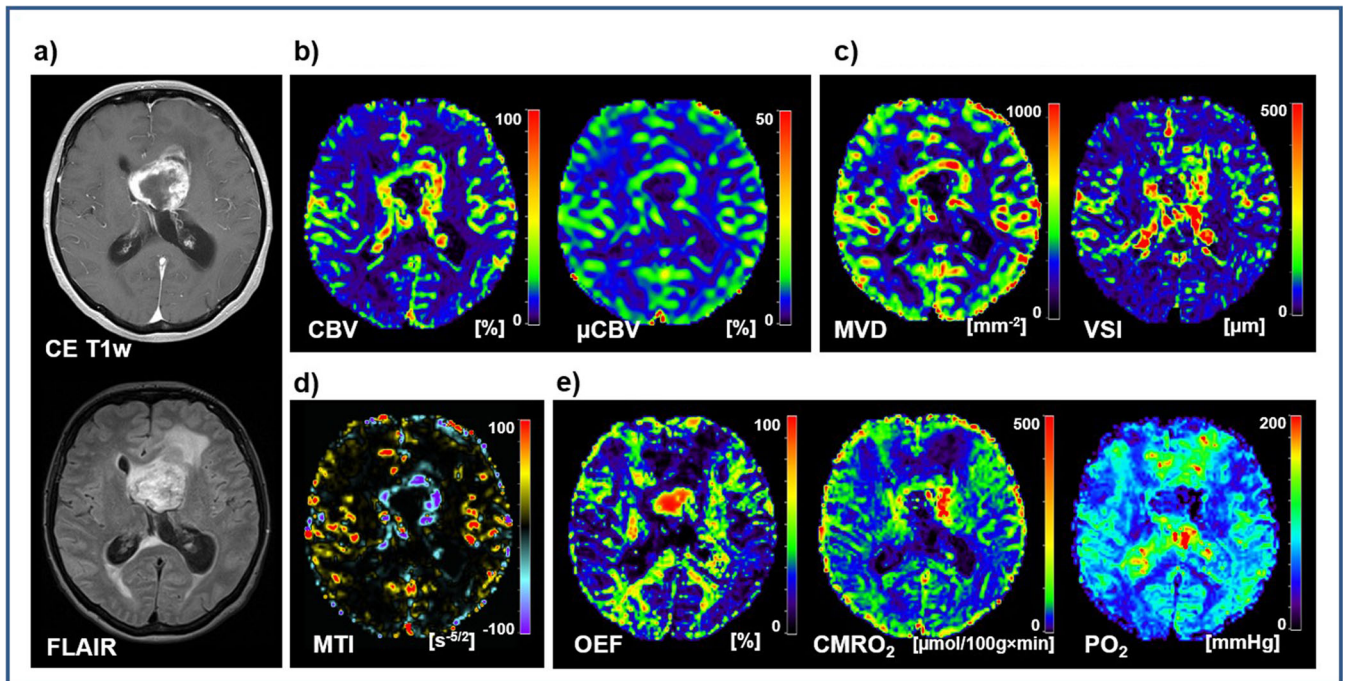 a)
CE T1w
FLAIR
b)
100
0
CBV
[%]
50
0
µCBV
[%]
c)
1000
0
MVD
[mm⁻²]
500
0
VSI
[µm]
d)
100
-100
MTI
[s⁻⁵/²]
e)
100
0
OEF
[%]
500
0
CMRO₂
[µmol/100g×min]
200
0
PO₂
[mmHg]